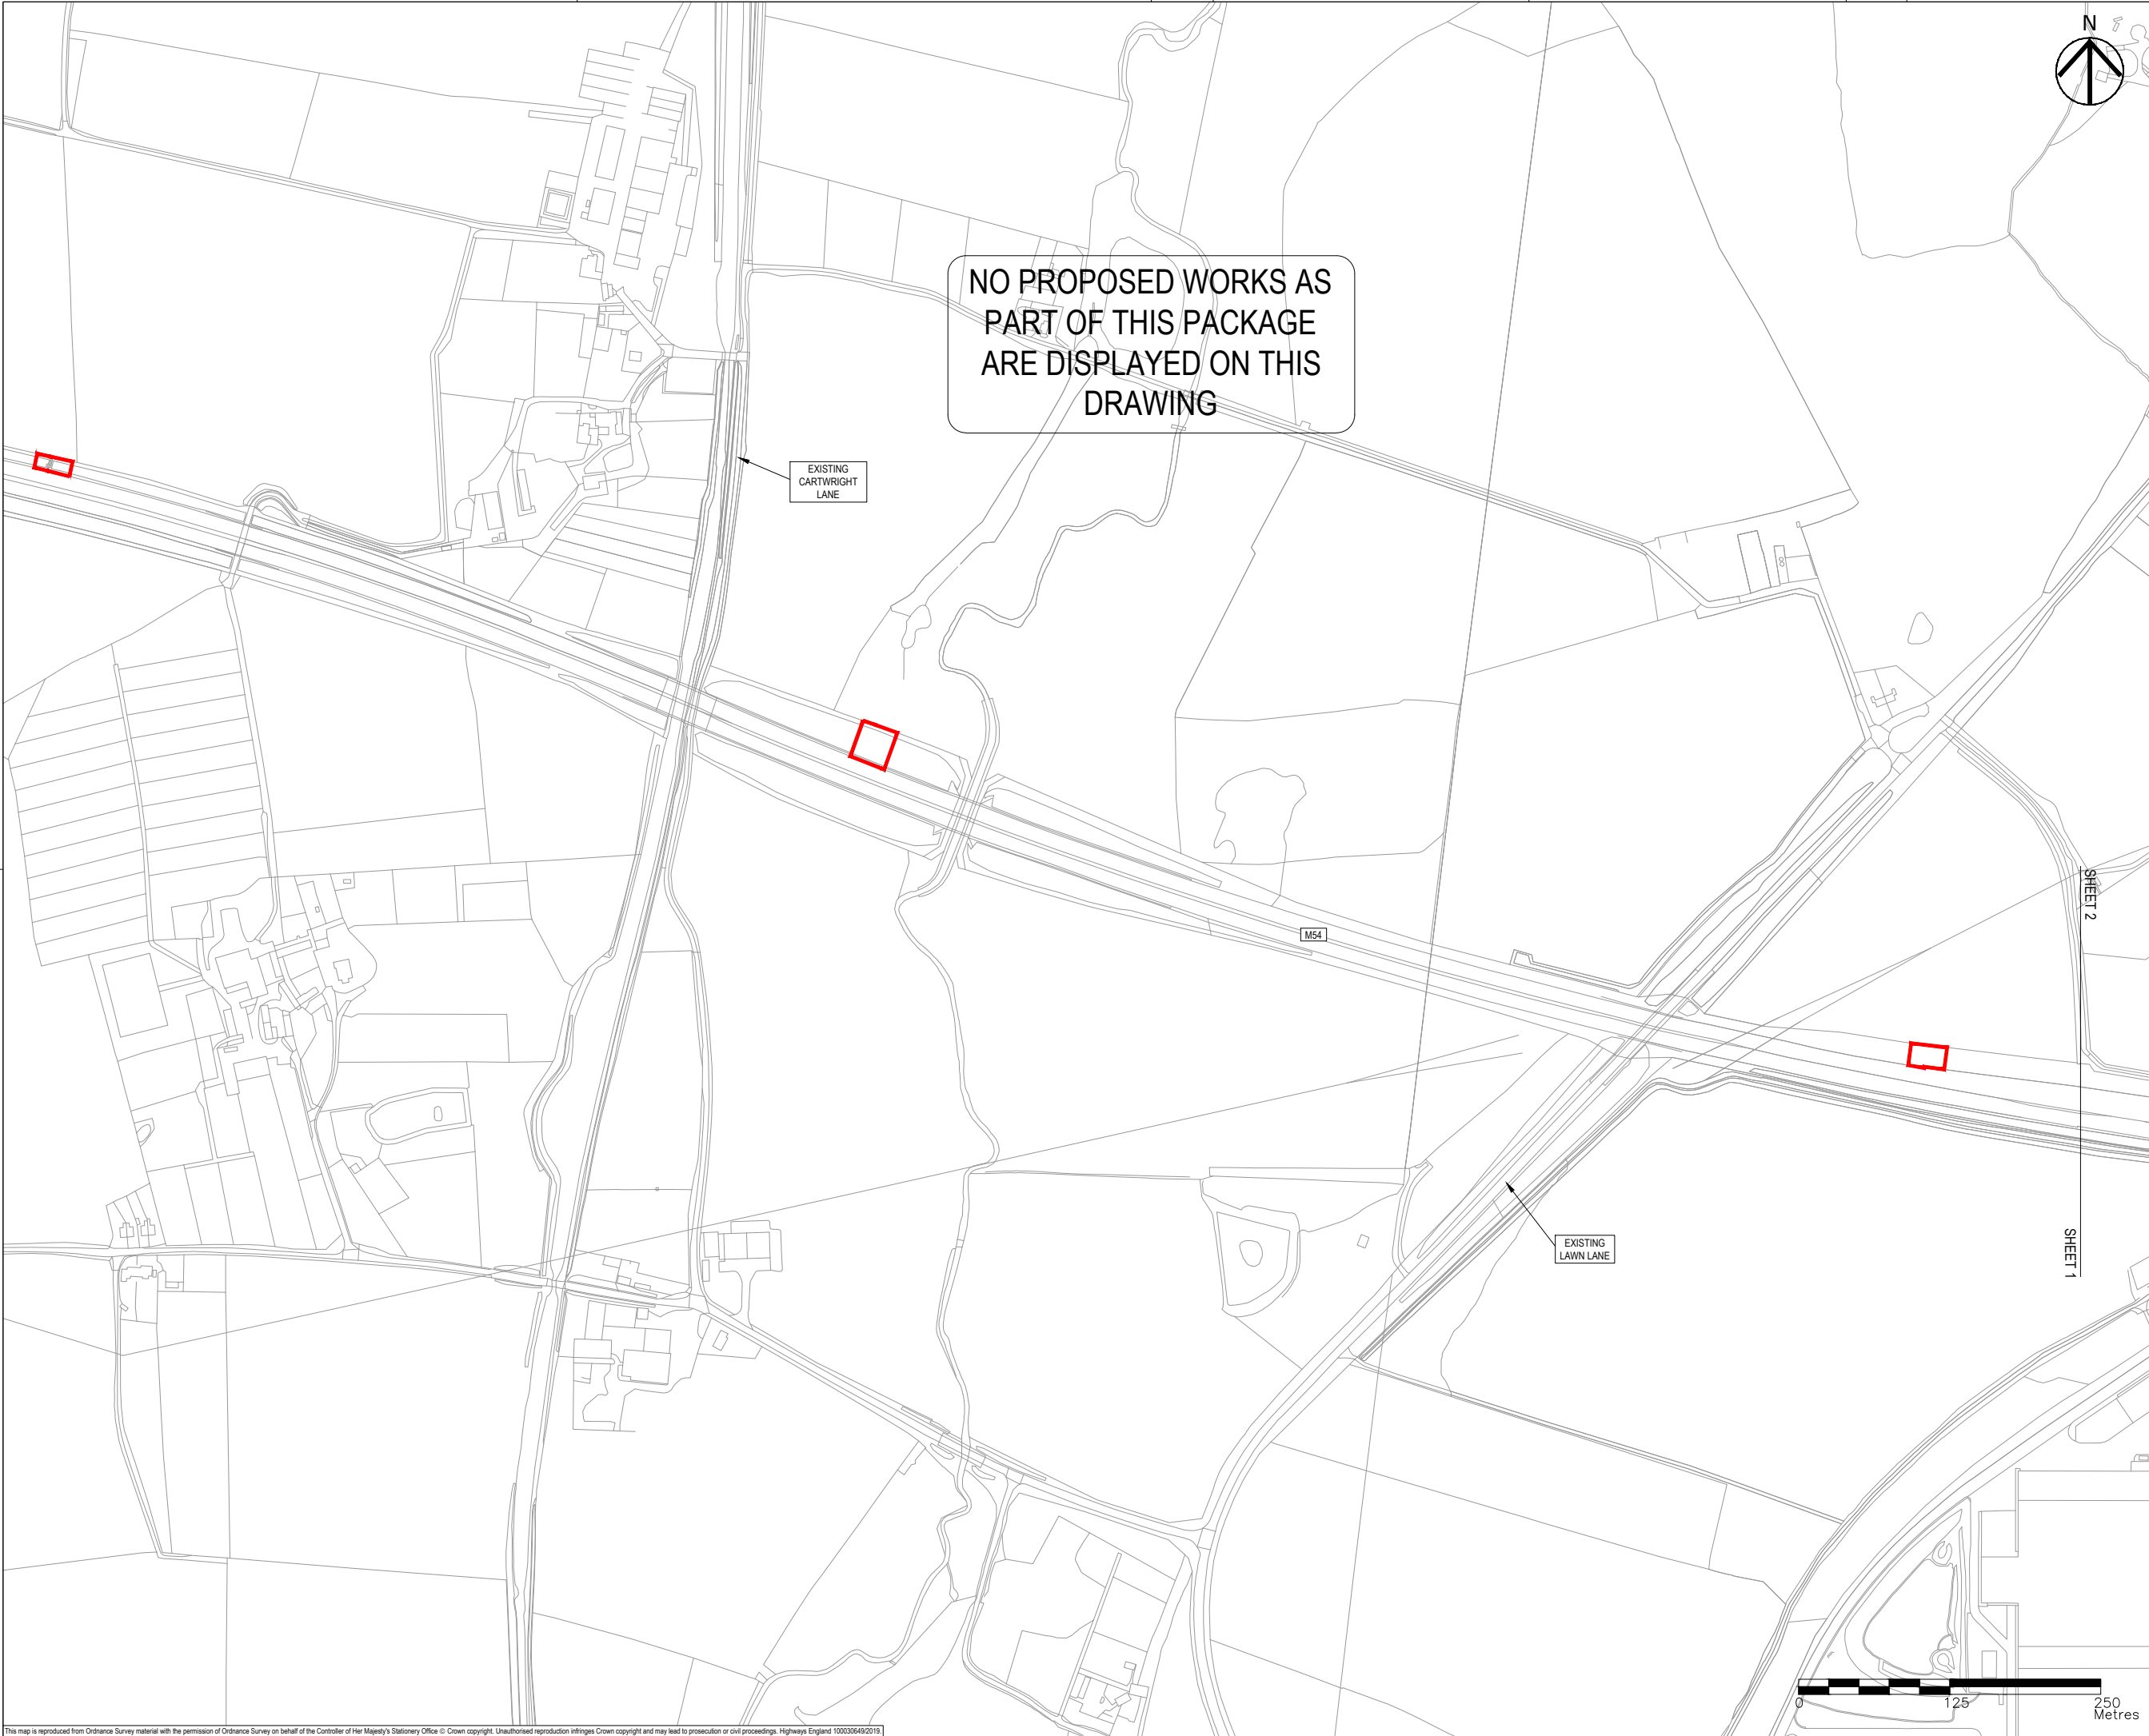 N
NO PROPOSED WORKS AS
PART OF THIS PACKAGE
ARE DISPLAYED ON THIS
DRAWING
EXISTING
CARTWRIGHT
LANE
M54
SHEET 2
SHEET 1
EXISTING
LAWN LANE
0 125 250
Metres
This map is reproduced from Ordnance Survey material with the permission of Ordnance Survey on behalf of the Controller of Her Majesty's Stationery Office © Crown copyright. Unauthorised reproduction infringes Crown copyright and may lead to prosecution or civil proceedings. Highways England 100030649/2019.